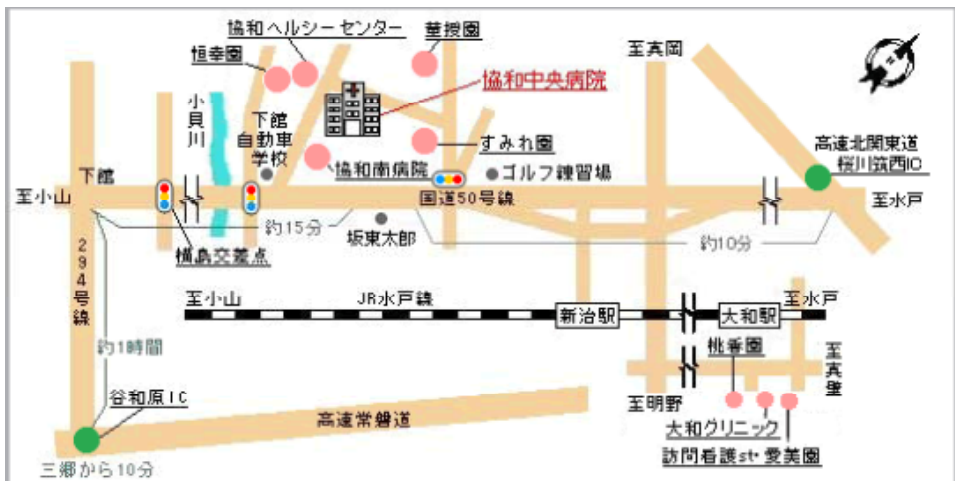 協和ヘルシーセンター
華授園
恒幸園
至真岡
協和中央病院
小貝川
下館
自動車
学校
すみれ園
高速北関東道
桜川筑西IC
下館
協和南病院
ゴルフ練習場
至小山
国道50号線
至水戸
約15分
坂東太郎
約10分
横島交差点
294号線
至小山
JR水戸線
新治駅
大和駅
至水戸
約1時間
桃香園
至真壁
谷和原IC
至明野
高速常磐道
大和グリニック
訪問看護st・愛美園
三郷から10分